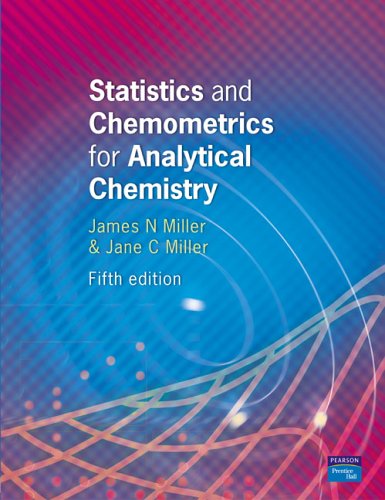 Statistics and
Chemometrics
for Analytical
Chemistry
James N Miller
& Jane C Miller
Fifth edition
PEARSON
Prentice
Hall